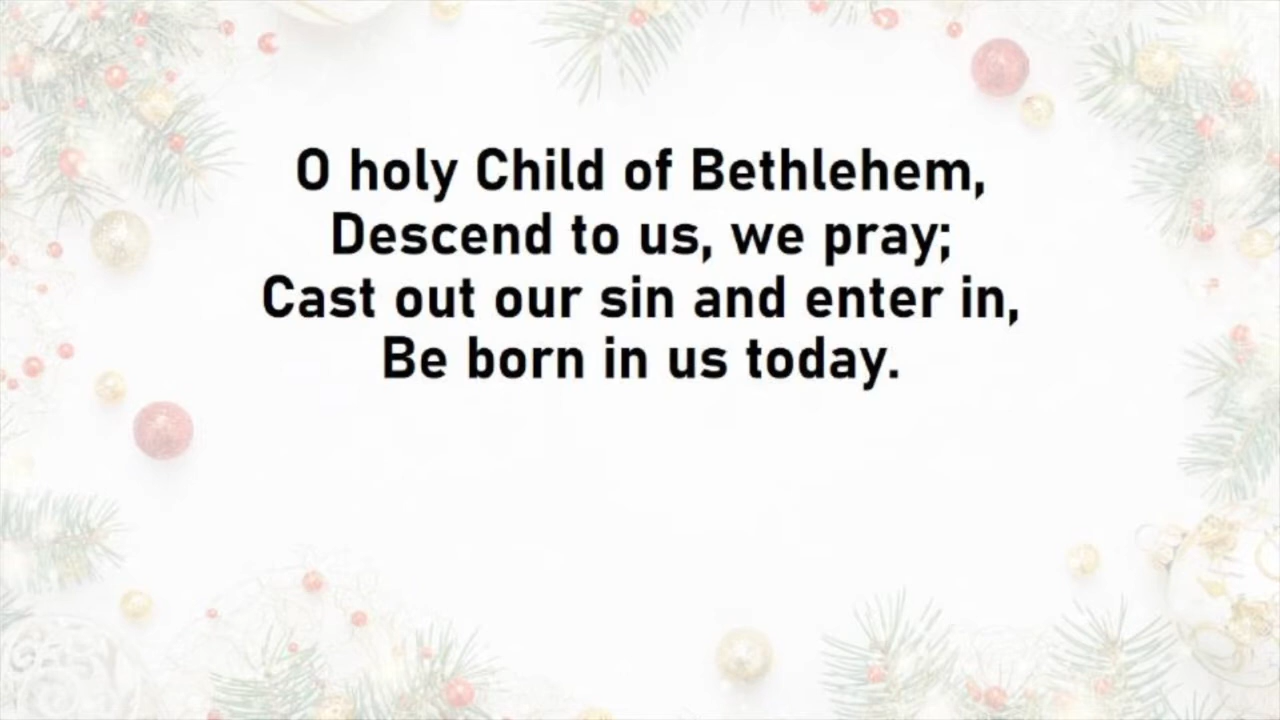 O holy Child of Bethlehem,
Descend to us, we pray;
Cast out our sin and enter in,
Be born in us today.